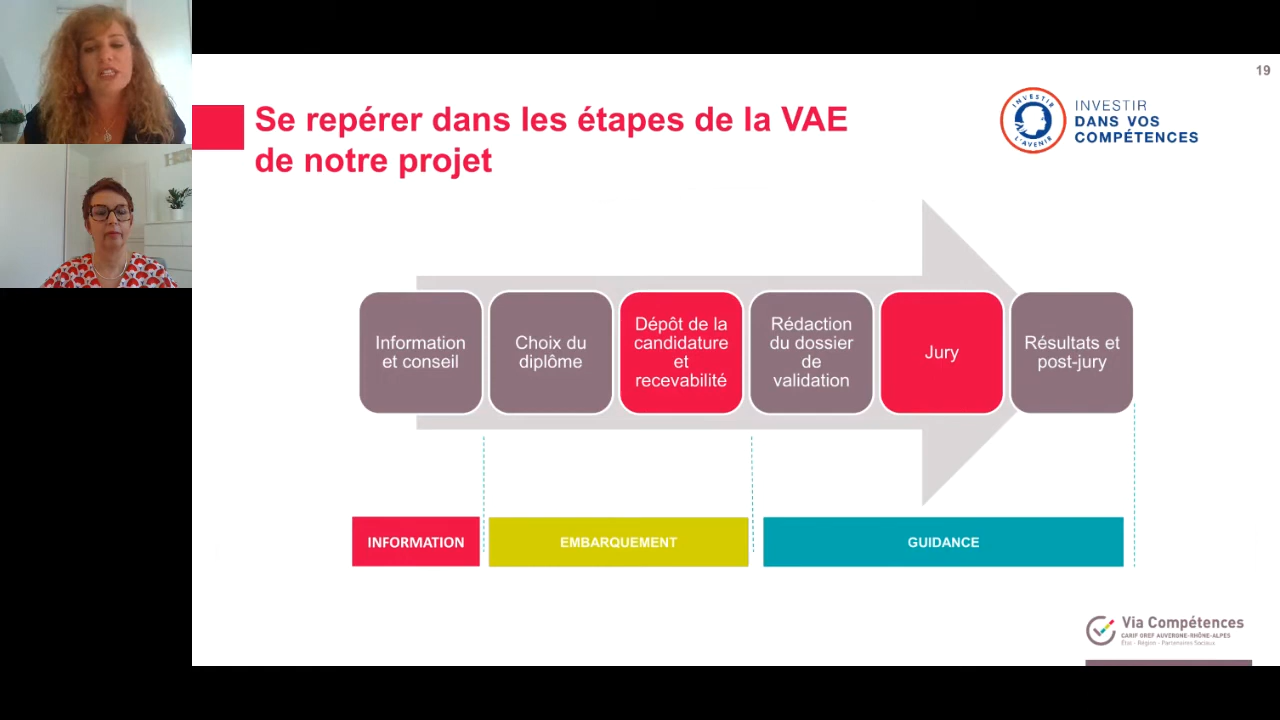 19
Se repérer dans les étapes de la VAE
de notre projet
INVESTIR
L'AVENIR
INVESTIR
DANS VOS
COMPÉTENCES
Information
et conseil
Choix du
diplôme
Dépôt de la
candidature
et
recevabilité
Rédaction
du dossier
de
validation
Jury
Résultats et
post-jury
INFORMATION
EMBARQUEMENT
GUIDANCE
Via Compétences
CARIF OREF AUVERGNE-RHÔNE-ALPES
État - Région - Partenaires Sociaux